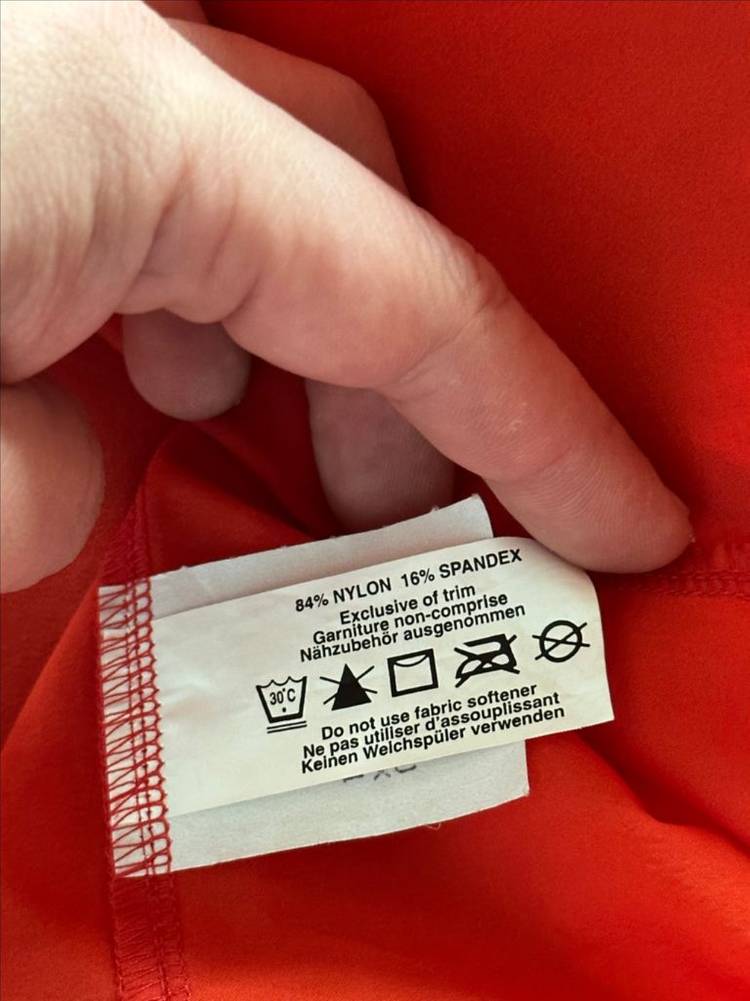 84% NYLON 16% SPANDEX
Exclusive of trim
Garniture non-comprise
Nähzubehör ausgenommen
30°C
Do not use fabric softener
Ne pas utiliser d'assouplissant
Keinen Weichspüler verwenden